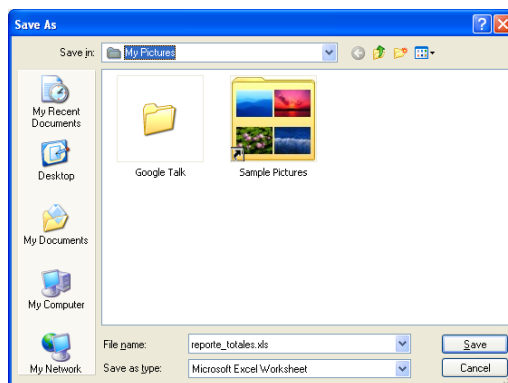 Save As
Save in:
My Pictures
My Recent
Documents
Desktop
My Documents
My Computer
My Network
Google Talk
Sample Pictures
File name:
reporte_totales.xls
Save
Save as type:
Microsoft Excel Worksheet
Cancel